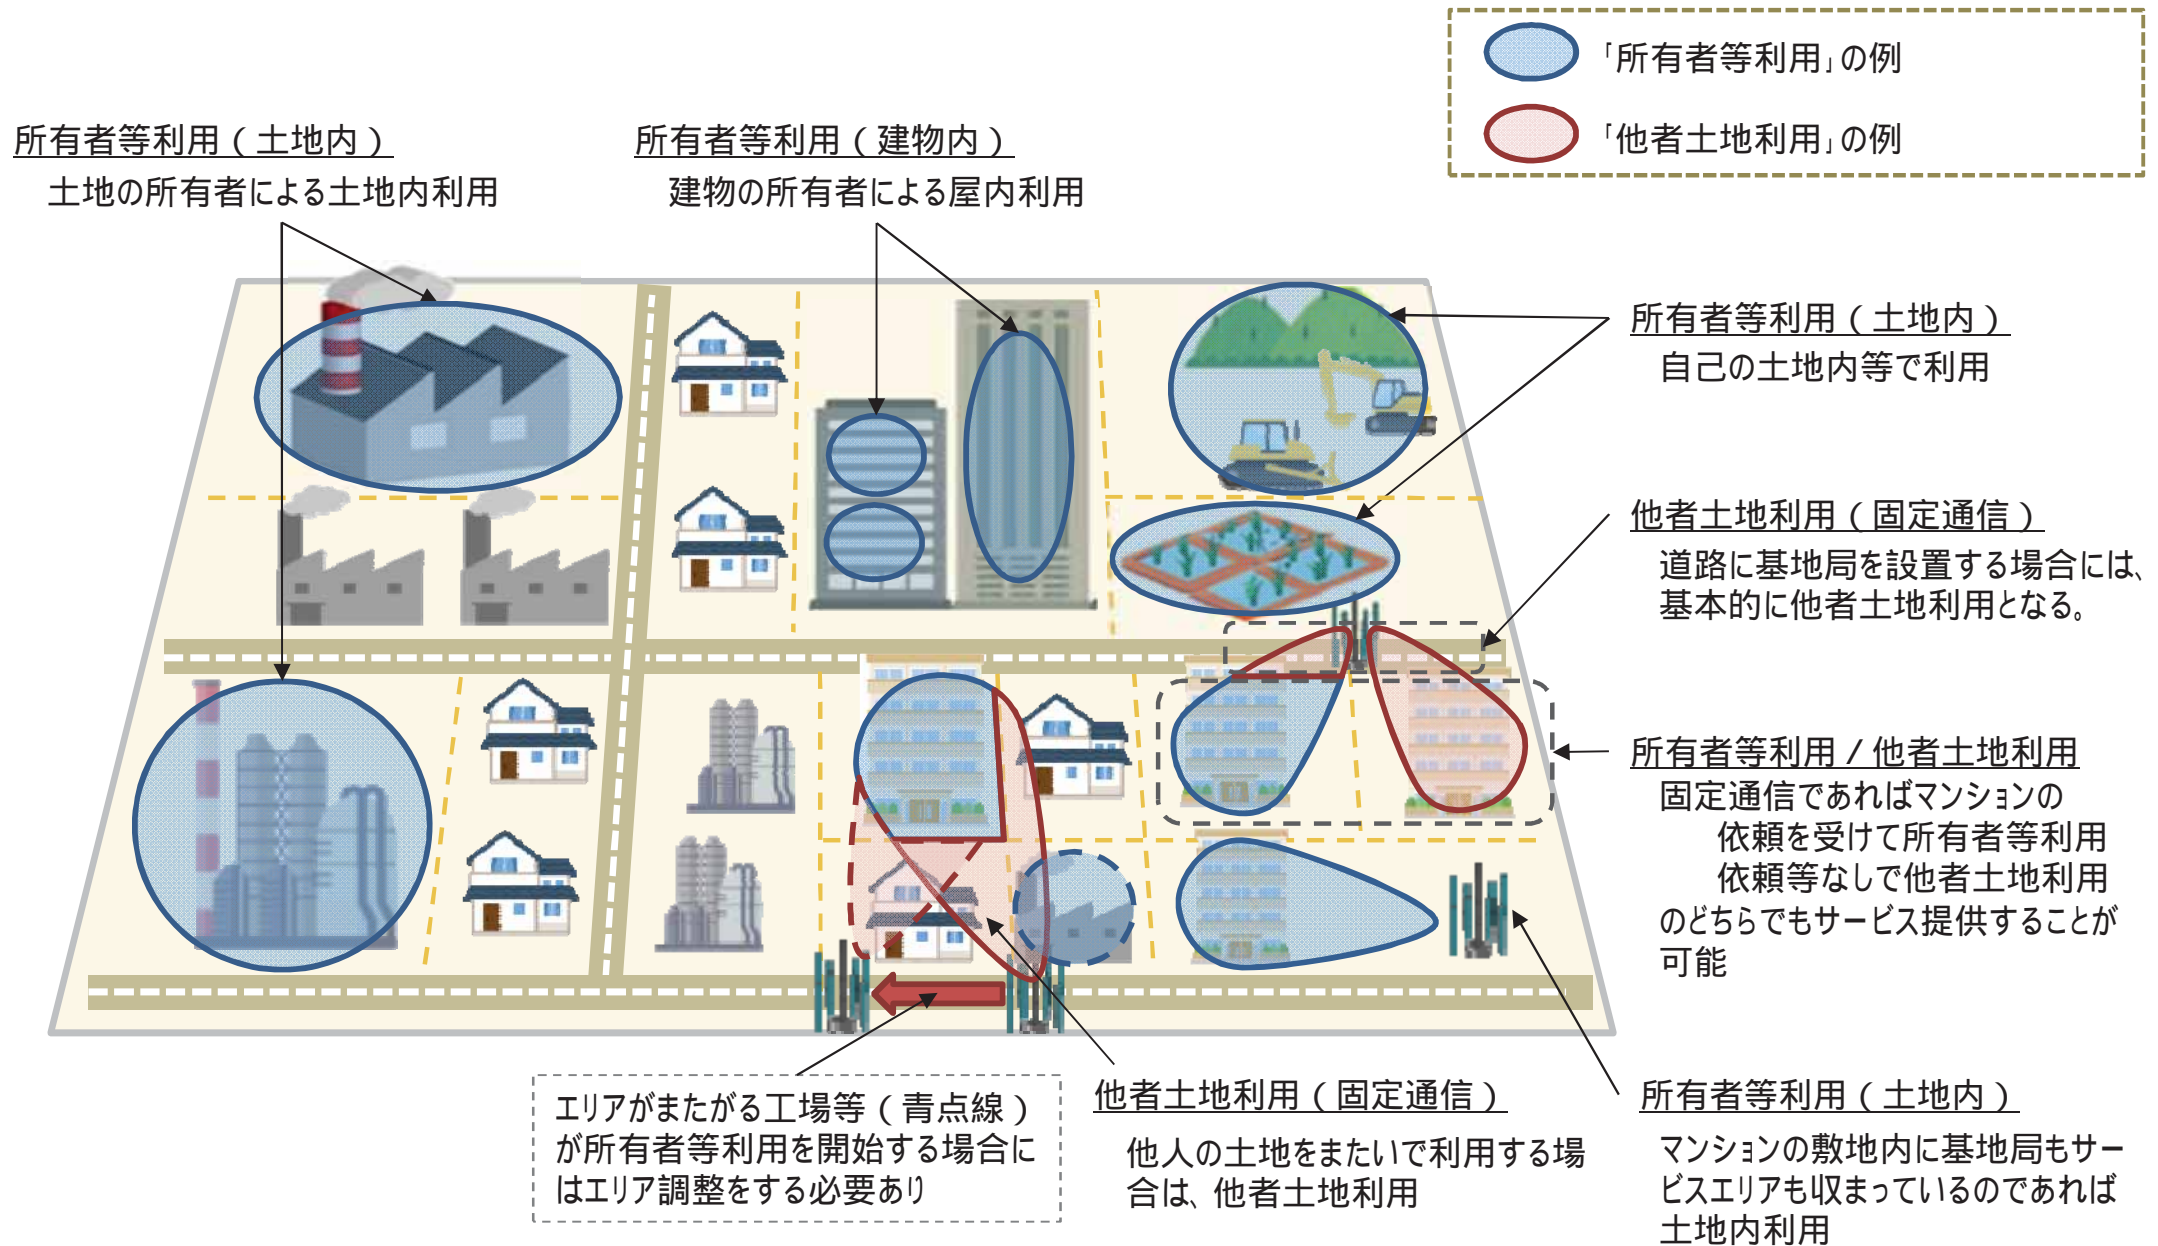 「所有者等利用」の例
「他者土地利用」の例
所有者等利用（土地内）
土地の所有者による土地内利用
所有者等利用（建物内）
建物の所有者による屋内利用
所有者等利用（土地内）
自己の土地内等で利用
他者土地利用（固定通信）
道路に基地局を設置する場合には、
基本的に他者土地利用となる。
所有者等利用／他者土地利用
固定通信であればマンションの
依頼を受けて所有者等利用
依頼等なしで他者土地利用
のどちらでもサービス提供することが
可能
エリアがまたがる工場等（青点線）
が所有者等利用を開始する場合に
はエリア調整をする必要あり
他者土地利用（固定通信）
他人の土地をまたいで利用する場
合は、他者土地利用
所有者等利用（土地内）
マンションの敷地内に基地局もサー
ビスエリアも収まっているのであれば
土地内利用